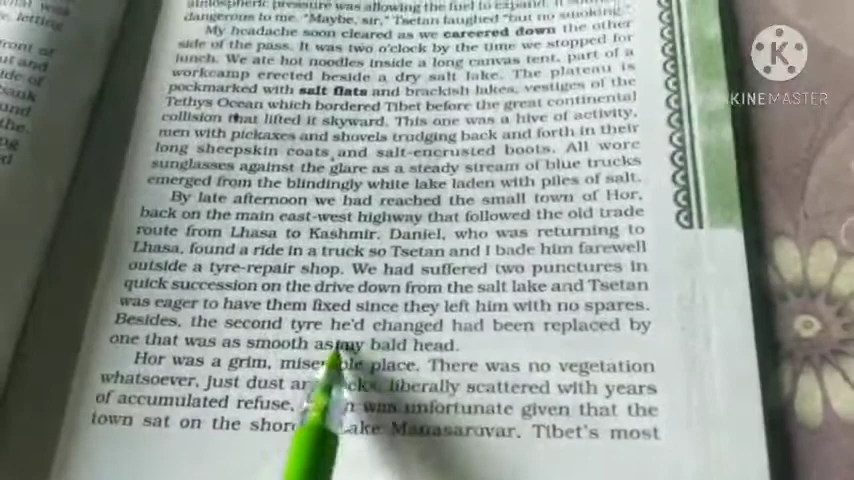 atmospheric pressure was allowing the fuel to expand. It
dangerous to me. "Maybe, sir," Tsetan laughed "but no smoking."
My headache soon cleared as we careered down the other
side of the pass. It was two o'clock by the time we stopped for
lunch. We ate hot noodles inside a long canvas tent, part of a
workcamp erected beside a dry salt lake. The plateau is
pockmarked with salt flats and brackish lakes, vestiges of the
Tethys Ocean which bordered Tibet before the great continental
collision that lifted it skyward. This one was a hive of activity,
men with pickaxes and shovels trudging back and forth in their
long sheepskin coats and salt-encrusted boots. All wore
sunglasses against the glare as a steady stream of blue trucks
emerged from the blindingly white lake laden with piles of salt.
By late afternoon we had reached the small town of Hor,
back on the main east-west highway that followed the old trade
route from Lhasa to Kashmir. Daniel, who was returning to
Lhasa, found a ride in a truck so Tsetan and I bade him farewell
outside a tyre-repair shop. We had suffered two punctures in
quick succession on the drive down from the salt lake and Tsetan
was eager to have them fixed since they left him with no spares.
Besides, the second tyre he'd changed had been replaced by
one that was as smooth as my bald head.
Hor was a grim, miserable place. There was no vegetation
whatsoever, just dust and rocks, liberally scattered with years
of accumulated refuse, was unfortunate given that the
town sat on the shore Lake Manasarovar, Tibet's most
KINEMASTER